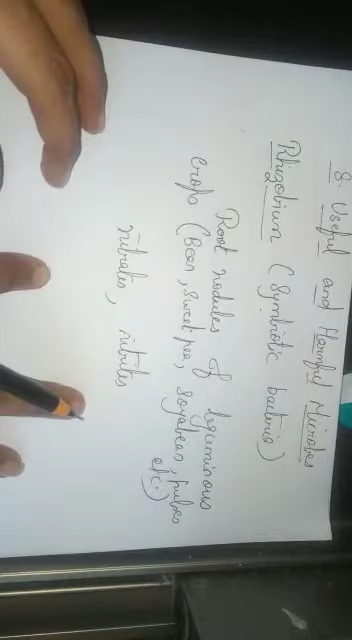 8. Useful and Harmful Microbes
Rhizobium (Symbiotic bacteria)
Root nodules of leguminous
crops (Bean, Sweet pea, soyabean, pulses
etc.)
nitrates, nitrites